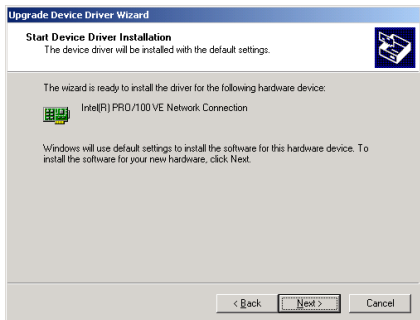 Upgrade Device Driver Wizard
Start Device Driver Installation
The device driver will be installed with the default settings.
The wizard is ready to install the driver for the following hardware device:
Intel(R) PRO/100 VE Network Connection
Windows will use default settings to install the software for this hardware device. To
install the software for your new hardware, click Next.
< Back
Next >
Cancel